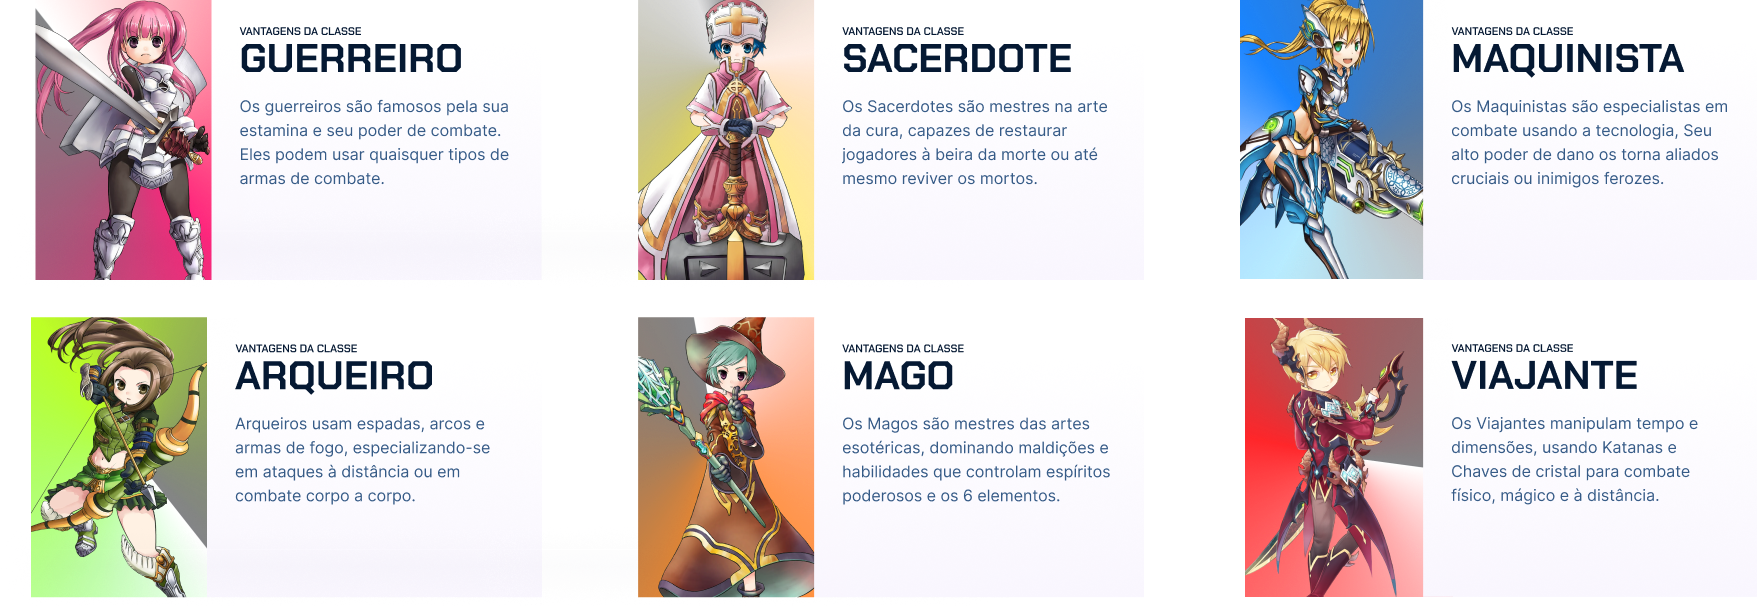 VANTAGENS DA CLASSE
GUERREIRO
Os guerreiros são famosos pela sua
estamina e seu poder de combate.
Eles podem usar quaisquer tipos de
armas de combate.
VANTAGENS DA CLASSE
SACERDOTE
Os Sacerdotes são mestres na arte
da cura, capazes de restaurar
jogadores à beira da morte ou até
mesmo reviver os mortos.
VANTAGENS DA CLASSE
MAQUINISTA
Os Maquinistas são especialistas em
combate usando a tecnologia, Seu
alto poder de dano os torna aliados
cruciais ou inimigos ferozes.
VANTAGENS DA CLASSE
ARQUEIRO
Arqueiros usam espadas, arcos e
armas de fogo, especializando-se
em ataques à distância ou em
combate corpo a corpo.
VANTAGENS DA CLASSE
MAGO
Os Magos são mestres das artes
esotéricas, dominando maldições e
habilidades que controlam espíritos
poderosos e os 6 elementos.
VANTAGENS DA CLASSE
VIAJANTE
Os Viajantes manipulam tempo e
dimensões, usando Katanas e
Chaves de cristal para combate
físico, mágico e à distância.